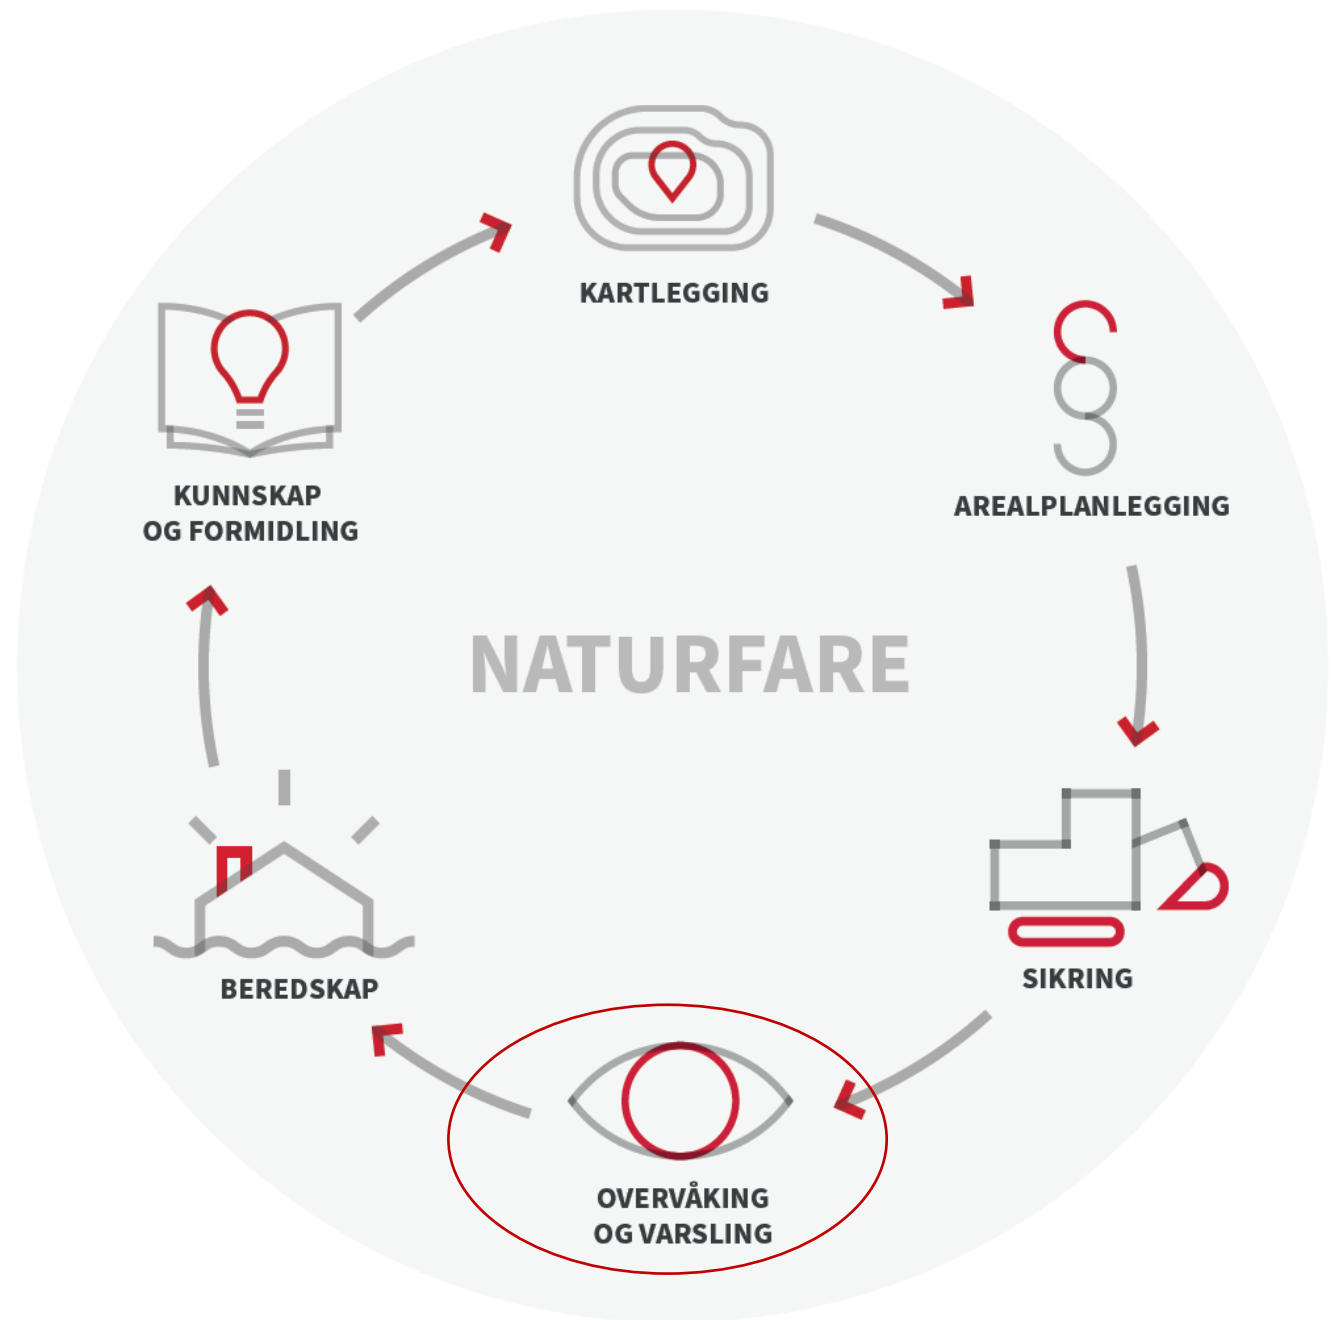 KARTLEGGING
AREALPLANLEGGING
SIKRING
OVERVÅKING
OG VARSLING
BEREDSKAP
KUNNSKAP
OG FORMIDLING
NATURFARE